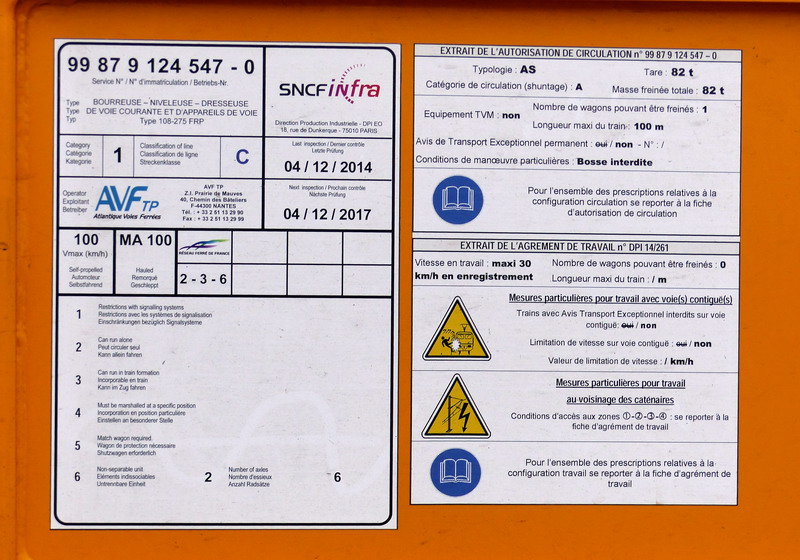 99 87 9 124 547 - 0
Service N° / N° d'immatriculation / Betriebs-Nr.
Type
Type
Typ
BOURREUSE – NIVELEUSE – DRESSEUSE
DE VOIE COURANTE ET D'APPAREILS DE VOIE
Type 108-275 FRP
SNCF infra
Direction Production Industrielle - DPI EO
18, rue de Dunkerque - 75010 PARIS
Category
Catégorie
Kategorie
1
Classification of line
Classification de ligne
Streckenklasse
C
Last inspection / Dernier contrôle
Letzte Prüfung
04 / 12 / 2014
Operator
Exploitant
Betreiber
AVF TP
Atlantique Voies Ferrées
AVF TP
Z.I. Prairie de Mauves
40, Chemin des Bâteliers
F-44300 NANTES
Tél. : + 33 2 51 13 29 90
Fax : + 33 2 51 13 29 99
Next inspection / Prochain contrôle
Nächste Prüfung
04 / 12 / 2017
100
Vmax (km/h)
MA 100
RÉSEAU FERRÉ DE FRANCE
Self-propelled
Automoteur
Selbstfahrend
Hauled
Remorqué
Geschleppt
2 - 3 - 6
1
Restrictions with signalling systems
Restrictions avec les systèmes de signalisation
Einschränkungen bezüglich Signalsysteme
2
Can run alone
Peut circuler seul
Kann allein fahren
3
Can run in train formation
Incorporable en train
Kann im Zug fahren
4
Must be marshalled at a specific position
Incorporation en position particulière
Einstellen an besonderer Stelle
5
Match wagon required
Wagon de protection nécessaire
Shutzwagen erforderlich
6
Non-separable unit
Eléments indissociables
Untrennbare Einheit
2
Number of axles
Nombre d'essieux
Anzahl Radsätze
6
EXTRAIT DE L'AUTORISATION DE CIRCULATION n° 99 87 9 124 547 – 0
Typologie : AS
Tare : 82 t
Catégorie de circulation (shuntage) : A
Masse freinée totale : 82 t
Equipement TVM : non
Nombre de wagons pouvant être freinés : 1
Longueur maxi du train : 100 m
Avis de Transport Exceptionnel permanent : oui / non - N° : /
Conditions de manœuvre particulières : Bosse interdite
Pour l'ensemble des prescriptions relatives à la
configuration circulation se reporter à la fiche
d'autorisation de circulation
EXTRAIT DE L'AGREMENT DE TRAVAIL n° DPI 14/261
Vitesse en travail : maxi 30
km/h en enregistrement
Nombre de wagons pouvant être freinés : 0
Longueur maxi du train : / m
Mesures particulières pour travail avec voie(s) contiguë(s)
Trains avec Avis Transport Exceptionnel interdits sur voie
contiguë: oui / non
Limitation de vitesse sur voie contiguë : oui / non
Valeur de limitation de vitesse : / km/h
Mesures particulières pour travail
au voisinage des caténaires
Conditions d'accès aux zones ①-②-③-④ : se reporter à la
fiche d'agrément de travail
Pour l'ensemble des prescriptions relatives à la
configuration travail se reporter à la fiche d'agrément de
travail